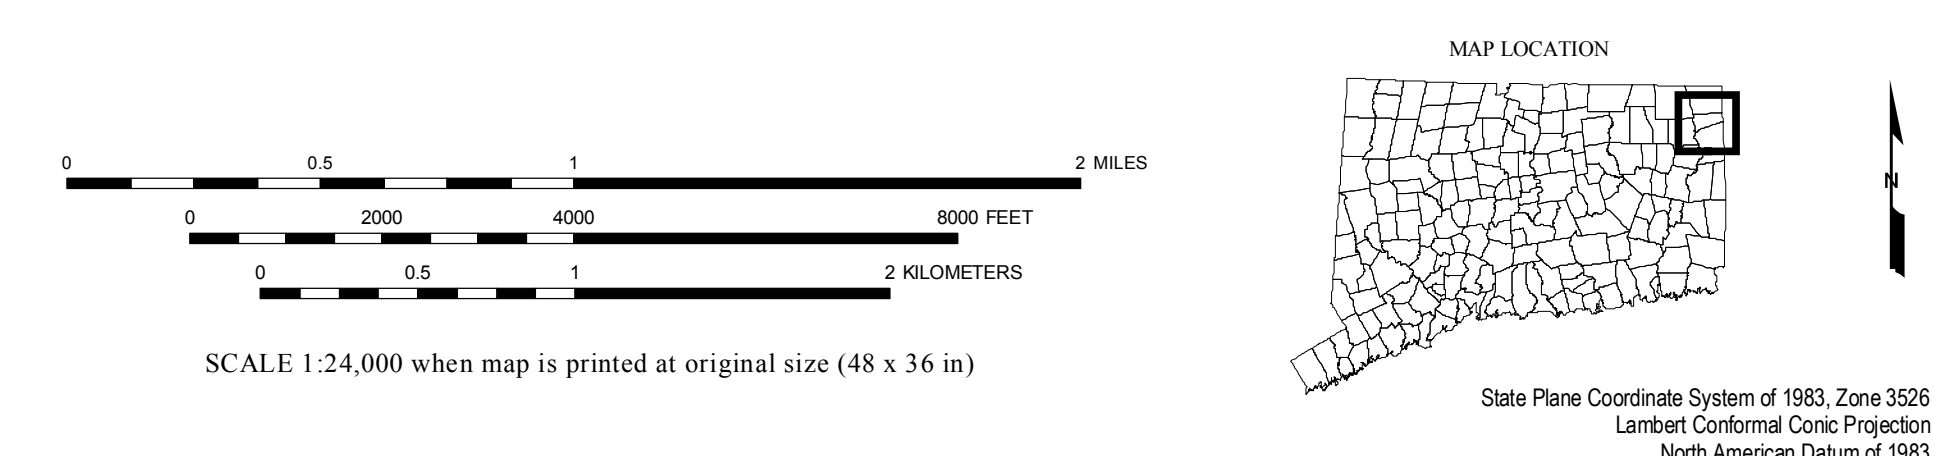 0 0.5 1 2 MILES
0 2000 4000 8000 FEET
0 0.5 1 2 KILOMETERS
SCALE 1:24,000 when map is printed at original size (48 x 36 in)
MAP LOCATION
N
State Plane Coordinate System of 1983, Zone 3526
Lambert Conformal Conic Projection
North American Datum of 1983